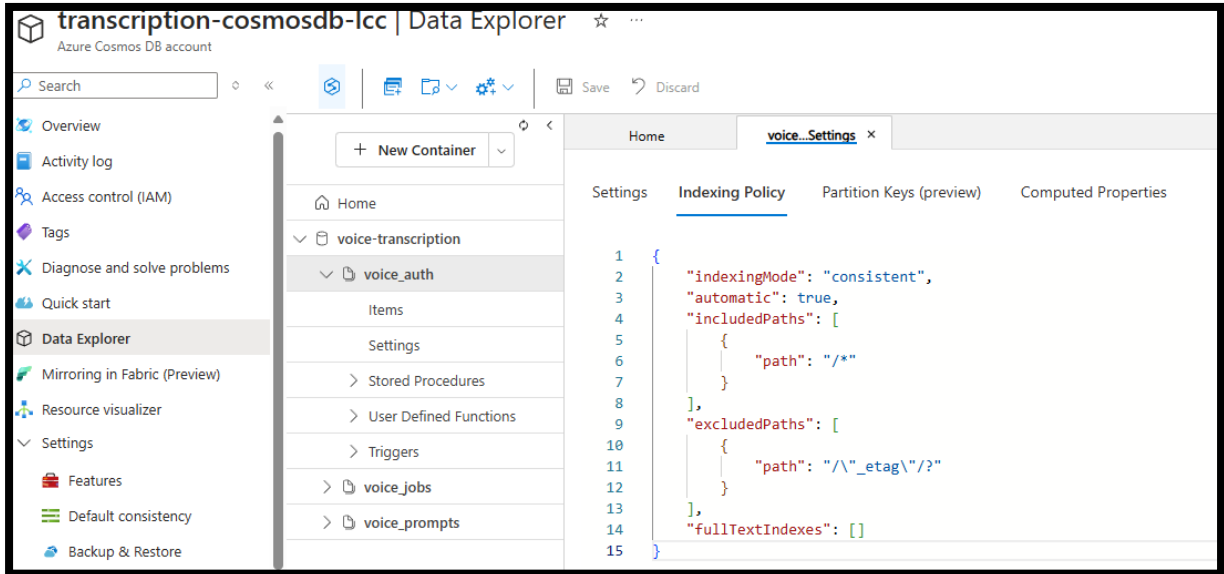 transcription-cosmosdb-lcc | Data Explorer
Azure Cosmos DB account
Search
Save
Discard
Overview
Activity log
Access control (IAM)
Tags
Diagnose and solve problems
Quick start
Data Explorer
Mirroring in Fabric (Preview)
Resource visualizer
Settings
Features
Default consistency
Backup & Restore
+ New Container
Home
voice-transcription
voice_auth
Items
Settings
Stored Procedures
User Defined Functions
Triggers
voice_jobs
voice_prompts
Home
voice...Settings ×
Settings Indexing Policy Partition Keys (preview) Computed Properties
1 {
2 "indexingMode": "consistent",
3 "automatic": true,
4 "includedPaths": [
5 {
6 "path": "/*"
7 }
8 ],
9 "excludedPaths": [
10 {
11 "path": "/\"_etag\"/?"
12 }
13 ],
14 "fullTextIndexes": []
15 }